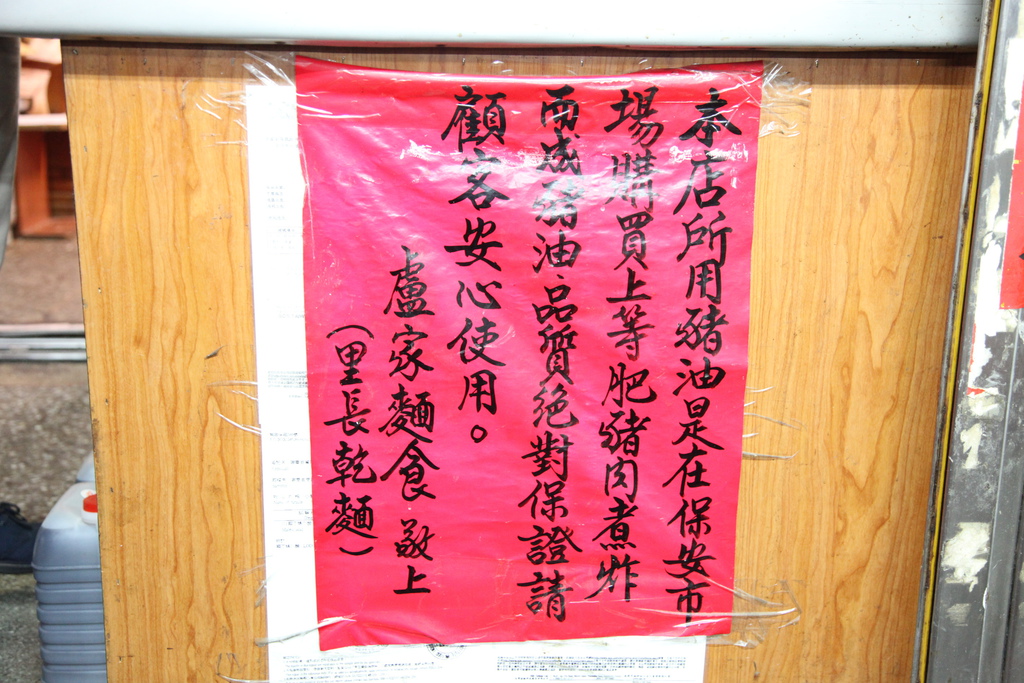 本店所用豬油是在保安市
場購買上等肥豬肉煮炸
而成豬油品質絕對保證請
顧客安心使用。
盧家麵食 敬上
(里長乾麵)